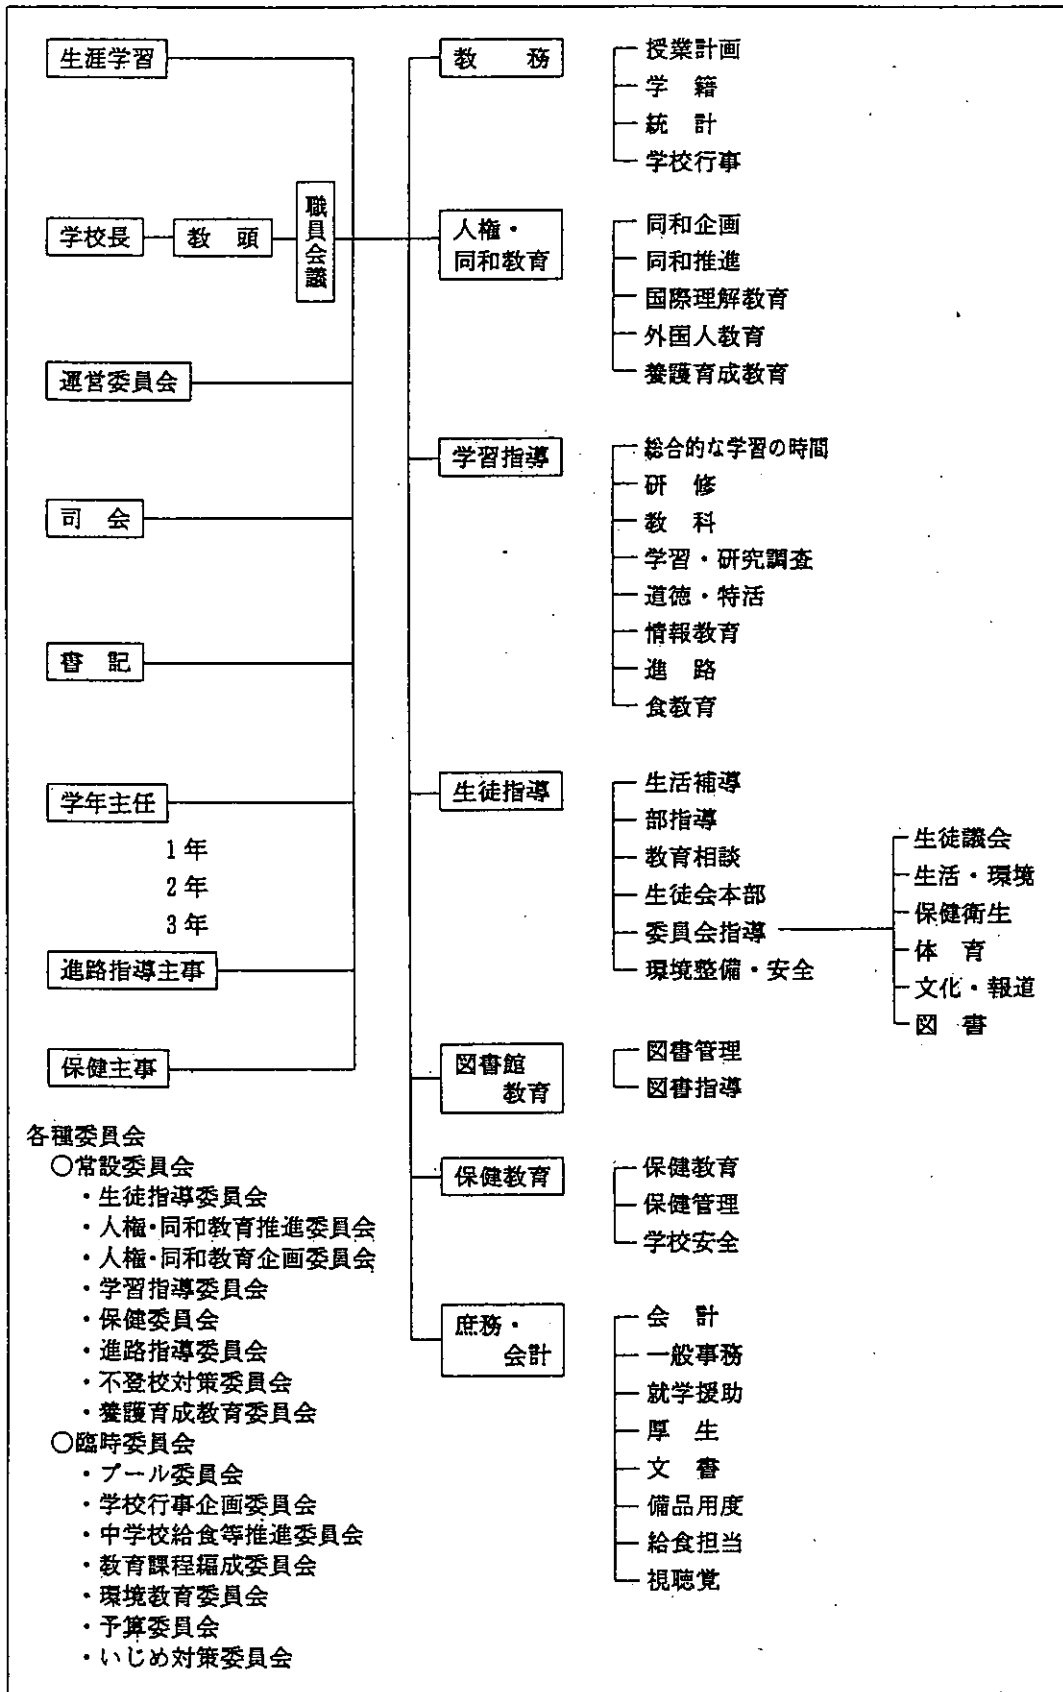 生涯学習
学校長
教　頭
職員会議
運営委員会
司　会
書　記
学年主任
1年
2年
3年
進路指導主事
保健主事
教　務
授業計画
学　籍
統　計
学校行事
人権・
同和教育
同和企画
同和推進
国際理解教育
外国人教育
養護育成教育
学習指導
総合的な学習の時間
研　修
教　科
学習・研究調査
道徳・特活
情報教育
進　路
食教育
生徒指導
生活補導
部指導
教育相談
生徒会本部
委員会指導
環境整備・安全
生徒議会
生活・環境
保健衛生
体　育
文化・報道
図　書
図書館
教育
図書管理
図書指導
保健教育
保健教育
保健管理
学校安全
庶務・
会計
会　計
一般事務
就学援助
厚　生
文　書
備品用度
給食担当
視聴覚
各種委員会
○常設委員会
・生徒指導委員会
・人権・同和教育推進委員会
・人権・同和教育企画委員会
・学習指導委員会
・保健委員会
・進路指導委員会
・不登校対策委員会
・養護育成教育委員会
○臨時委員会
・プール委員会
・学校行事企画委員会
・中学校給食等推進委員会
・教育課程編成委員会
・環境教育委員会
・予算委員会
・いじめ対策委員会